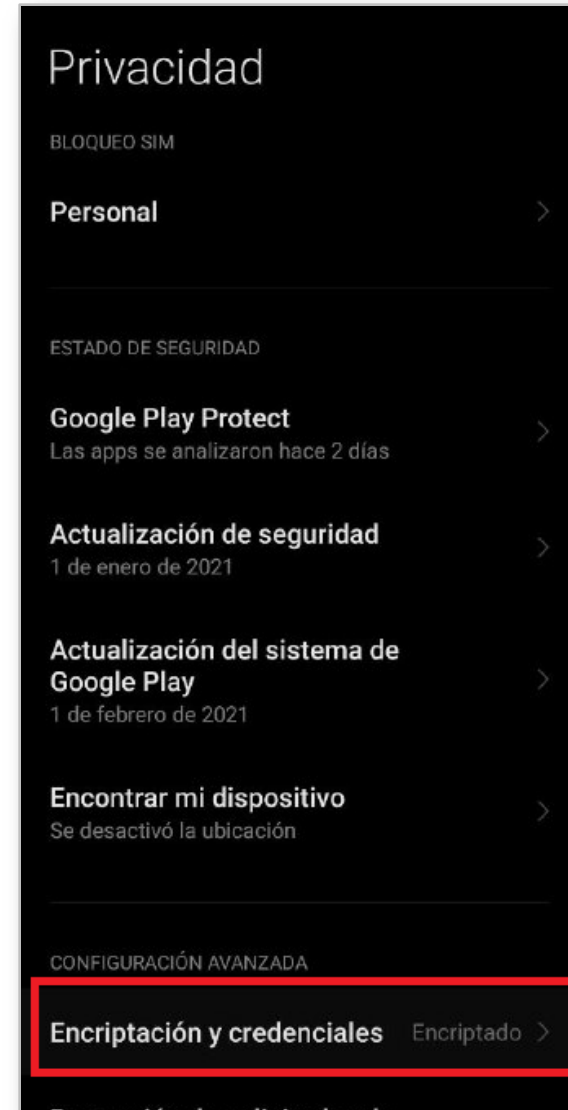 Privacidad
BLOQUEO SIM
Personal
ESTADO DE SEGURIDAD
Google Play Protect
Las apps se analizaron hace 2 días
Actualización de seguridad
1 de enero de 2021
Actualización del sistema de
Google Play
1 de febrero de 2021
Encontrar mi dispositivo
Se desactivó la ubicación
CONFIGURACIÓN AVANZADA
Encriptación y credenciales Encriptado